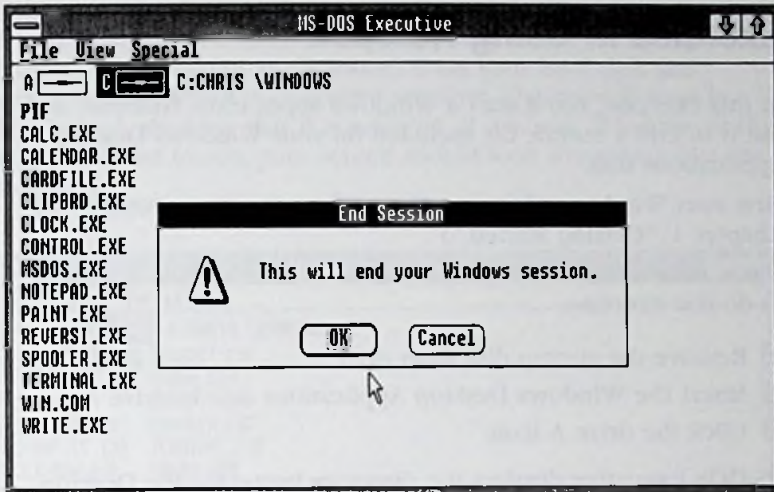 MS-DOS Executive
File View Special
A C C:CHRIS \WINDOWS
PIF
CALC.EXE
CALENDAR.EXE
CARDFILE.EXE
CLIPBRD.EXE
CLOCK.EXE
CONTROL.EXE
MSDOS.EXE
NOTEPAD.EXE
PAINT.EXE
REVERSI.EXE
SPOOLER.EXE
TERMINAL.EXE
WIN.COM
WRITE.EXE
End Session
This will end your Windows session.
OK Cancel